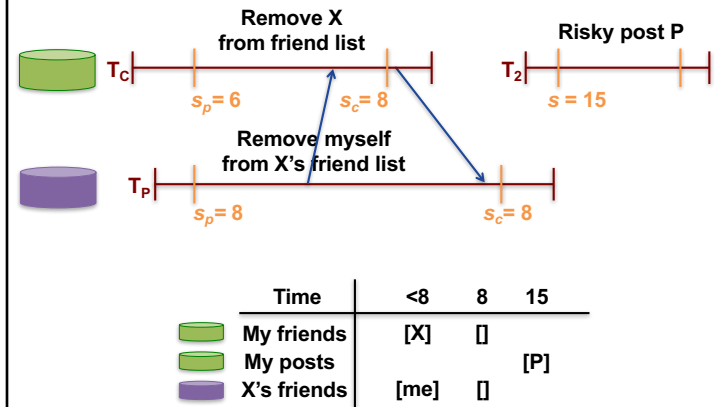 Remove X
from friend list
Risky post P
T_C
T_2
s_p= 6
s_c= 8
s = 15
Remove myself
from X's friend list
T_P
s_p= 8
s_c= 8
Time <8 8 15
My friends [X] []
My posts [P]
X's friends [me] []